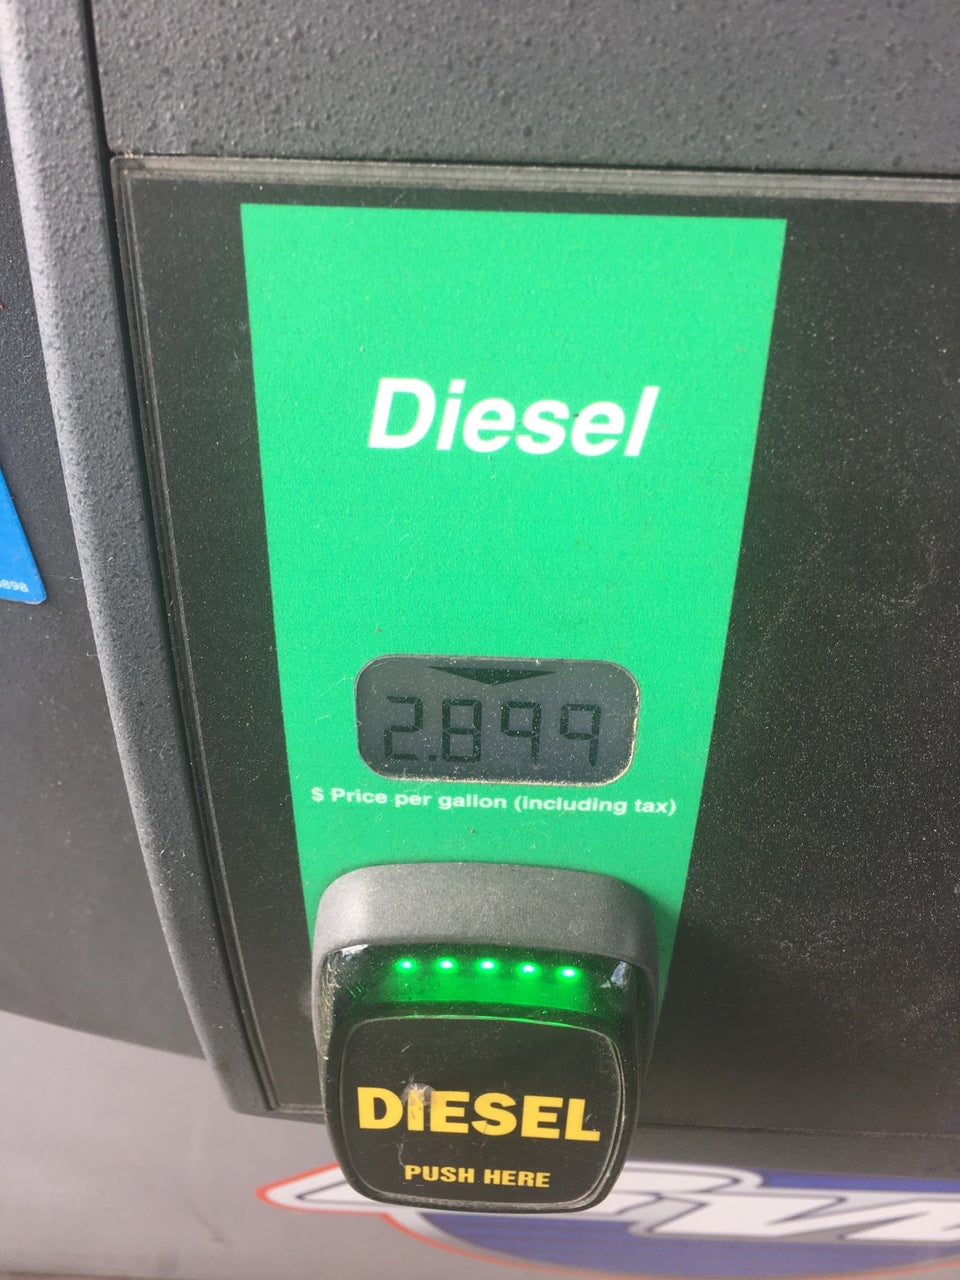 Diesel
2.899
$ Price per gallon (including tax)
DIESEL
PUSH HERE